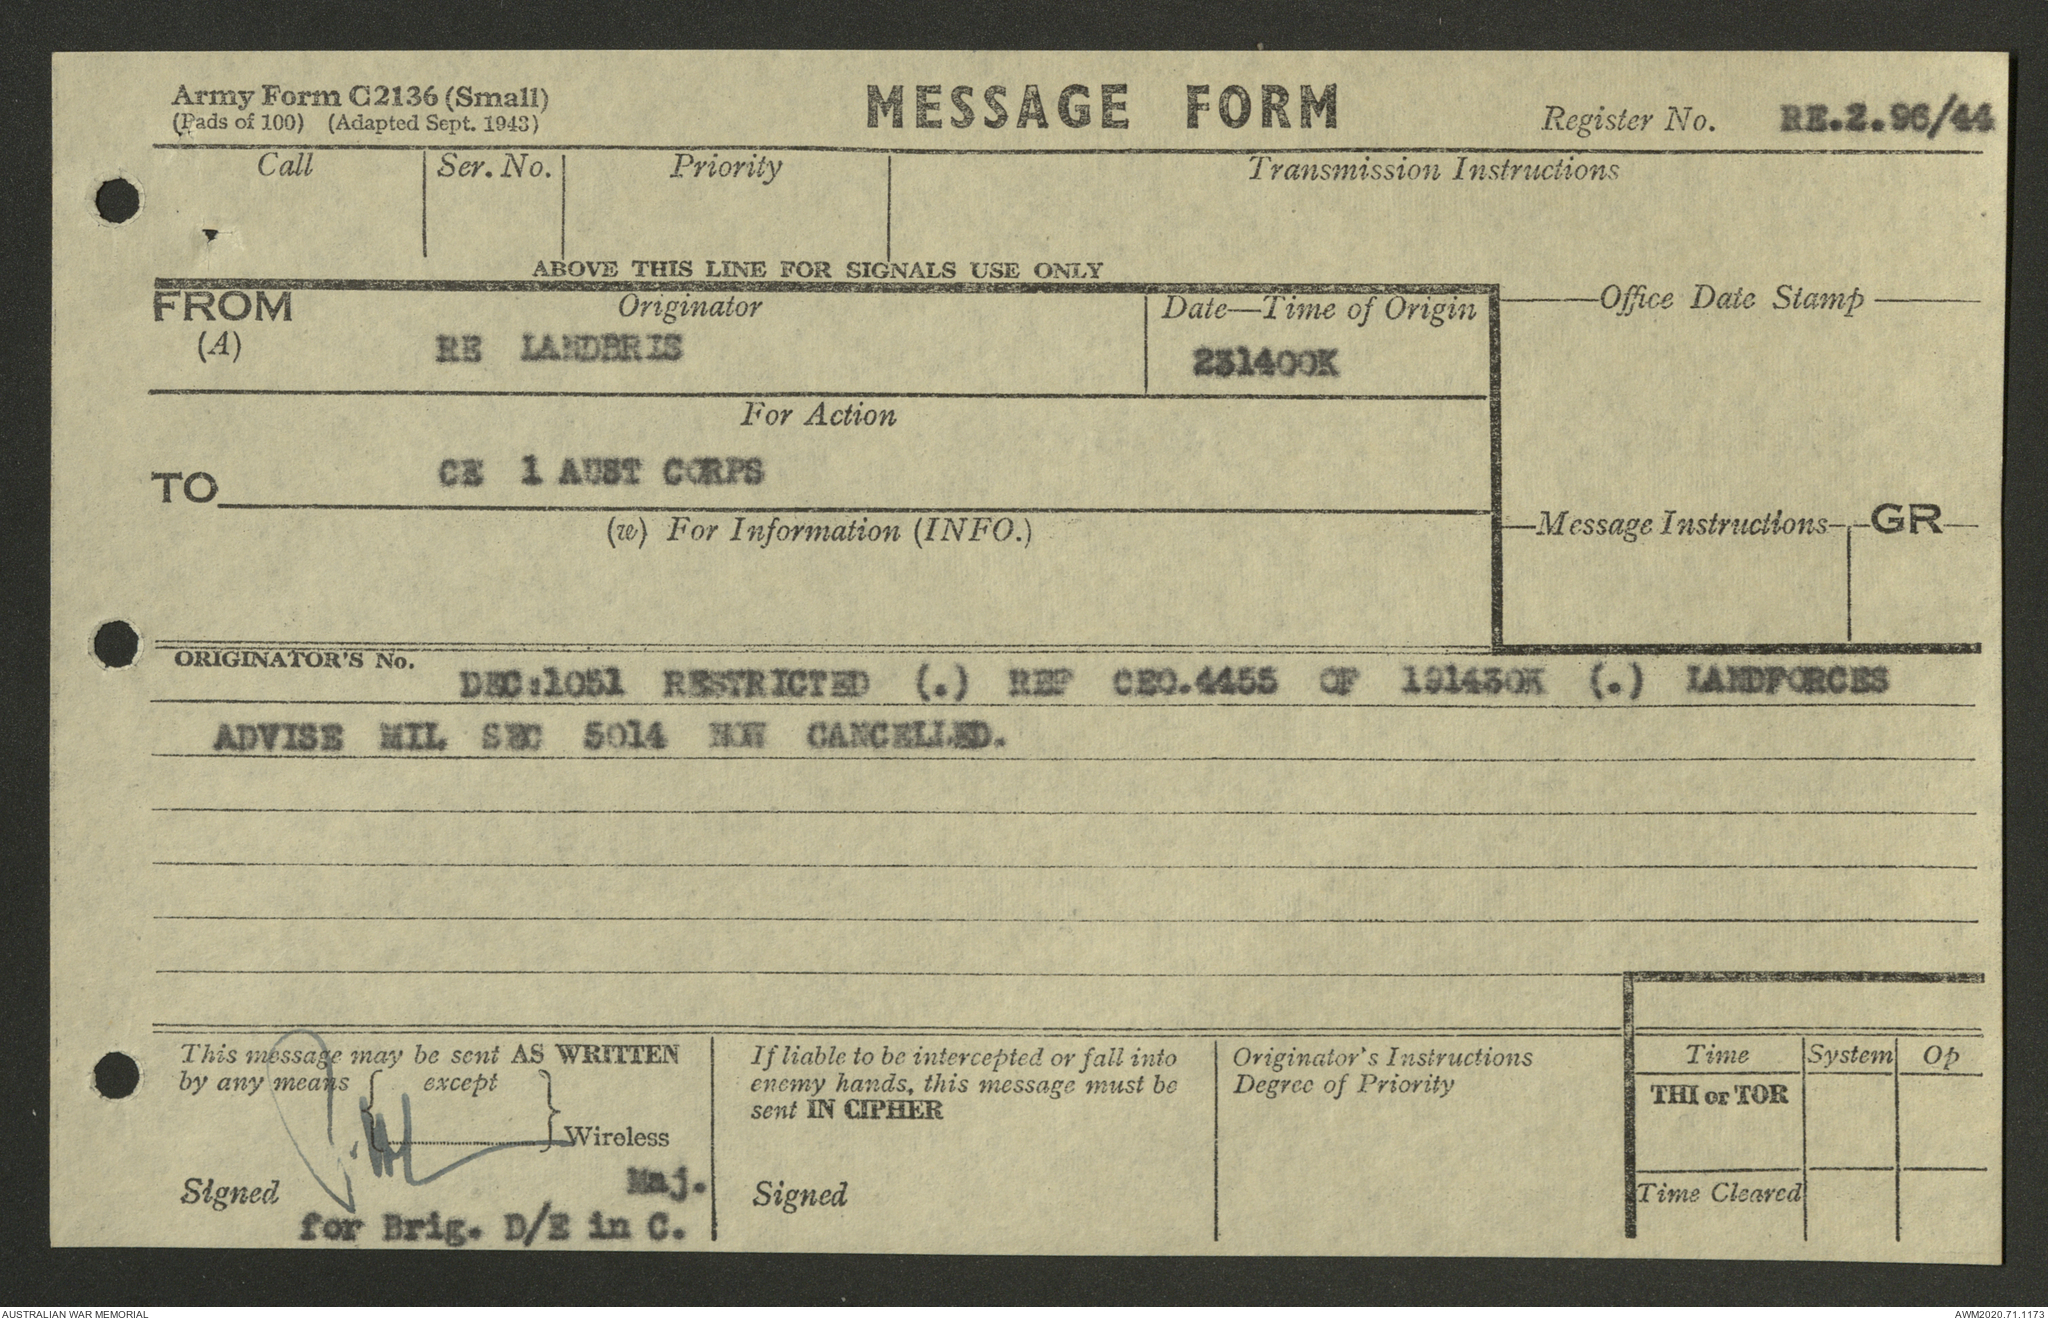 Army Form C2136 (Small)
(Pads of 100) (Adapted Sept. 1943)
MESSAGE FORM
Register No. RE.2.96/44
Call
Ser. No.
Priority
Transmission Instructions
ABOVE THIS LINE FOR SIGNALS USE ONLY
FROM
(A)
Originator
RE LANDBRIS
Date—Time of Origin
231400K
Office Date Stamp
For Action
TO
CE 1 AUST CORPS
(w) For Information (INFO.)
Message Instructions
GR
ORIGINATOR'S No.
DEC:1051 RESTRICTED (.) REF CEO.4455 OF 191430K (.) LANDFORCES
ADVISE MIL SEC 5014 NOW CANCELLED.
This message may be sent AS WRITTEN
by any means { except }
Wireless
Signed
Maj.
for Brig. D/E in C.
If liable to be intercepted or fall into
enemy hands, this message must be
sent IN CIPHER
Signed
Originator's Instructions
Degree of Priority
Time
System
Op
THI or TOR
Time Cleared
AUSTRALIAN WAR MEMORIAL
AWM2020.71.1173